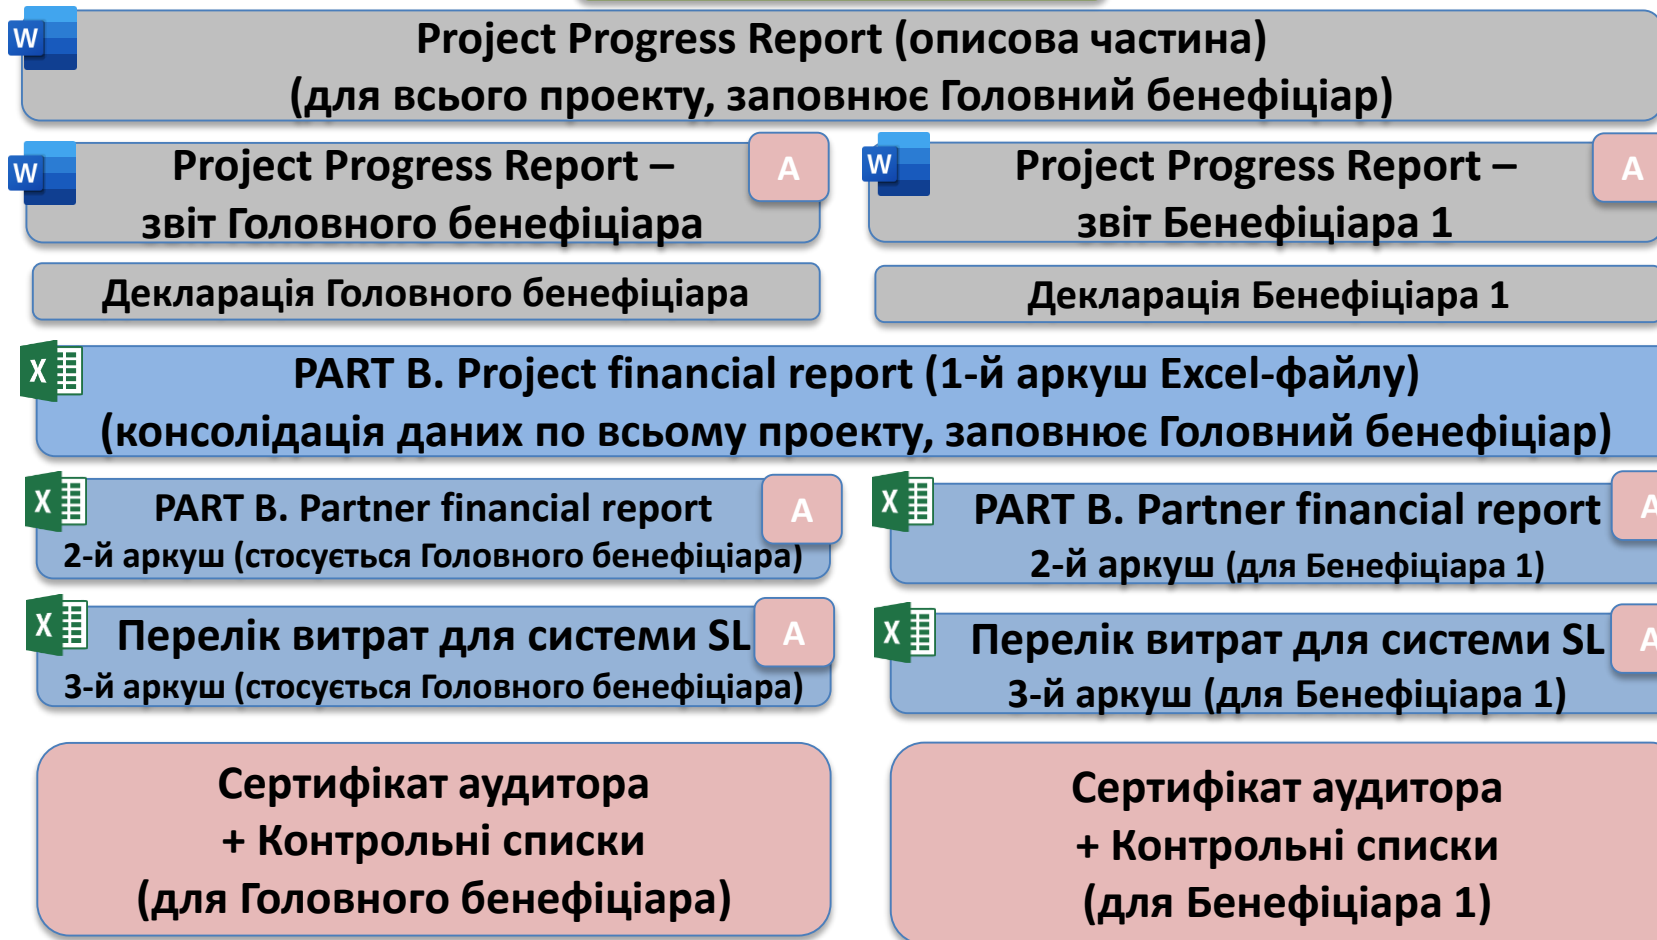 Project Progress Report (описова частина)
(для всього проекту, заповнює Головний бенефіціар)
Project Progress Report –
звіт Головного бенефіціара
A
Project Progress Report –
звіт Бенефіціара 1
A
Декларація Головного бенефіціара
Декларація Бенефіціара 1
PART B. Project financial report (1-й аркуш Excel-файлу)
(консолідація даних по всьому проекту, заповнює Головний бенефіціар)
PART B. Partner financial report
2-й аркуш (стосується Головного бенефіціара)
A
PART B. Partner financial report
2-й аркуш (для Бенефіціара 1)
A
Перелік витрат для системи SL
3-й аркуш (стосується Головного бенефіціара)
A
Перелік витрат для системи SL
3-й аркуш (для Бенефіціара 1)
A
Сертифікат аудитора
+ Контрольні списки
(для Головного бенефіціара)
Сертифікат аудитора
+ Контрольні списки
(для Бенефіціара 1)